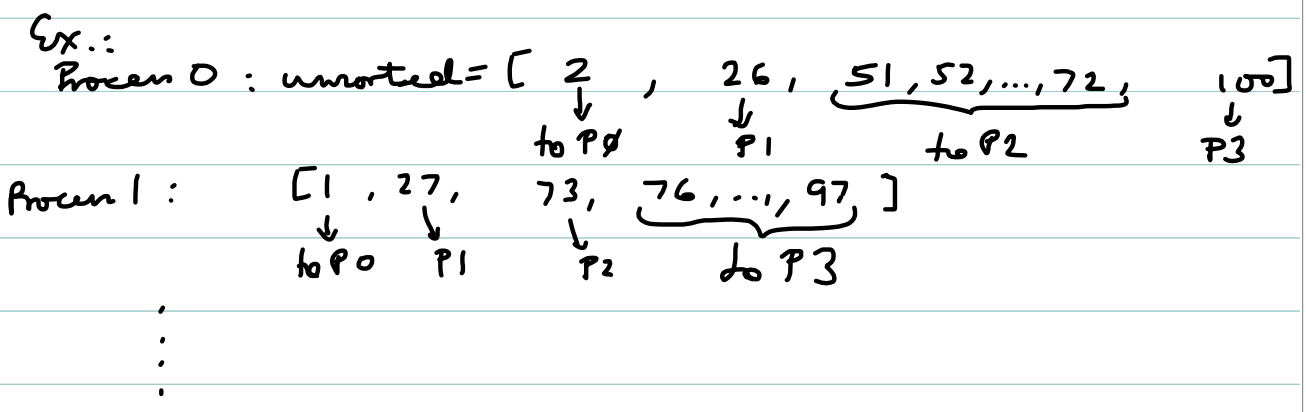 Ex.:
Process 0 : unsorted = [ 2 , 26, 51, 52, ..., 72, 100]
to P0 P1 to P2 P3
Process 1 : [1 , 27, 73, 76, ..., 97 ]
to P0 P1 P2 to P3